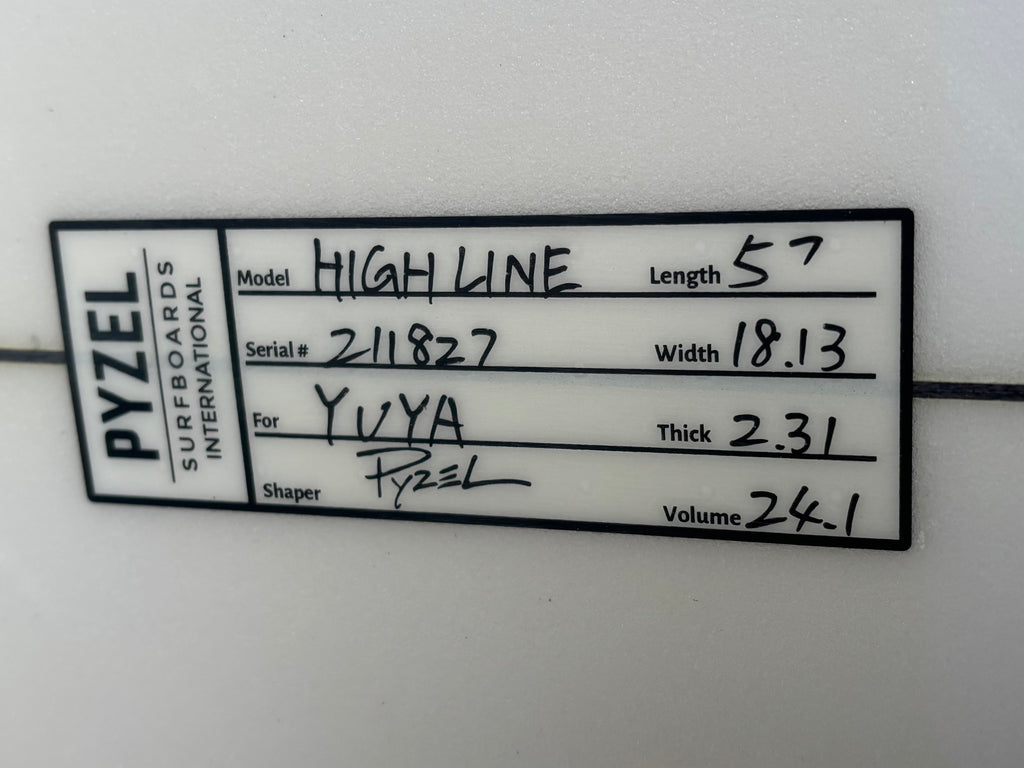 PYZEL
SURFBOARDS
INTERNATIONAL
Model HIGH LINE Length 5 7
Serial # 211827 Width 18.13
For YUYA Thick 2.31
Shaper PYZEL Volume 24.1